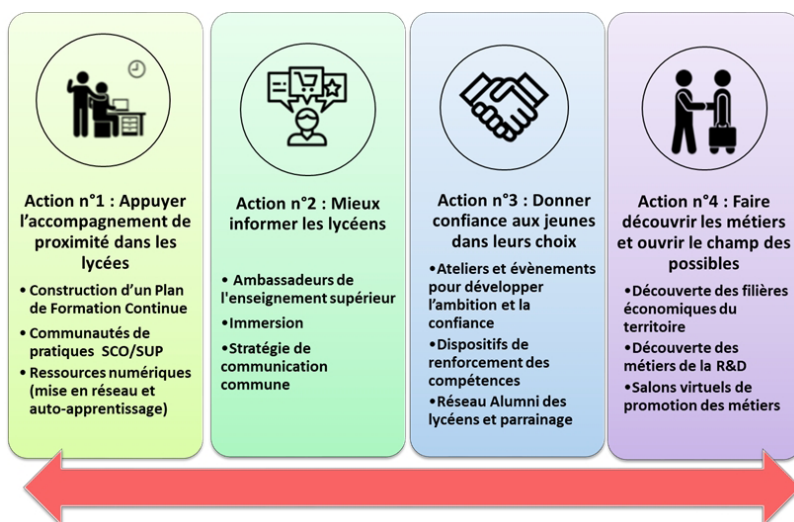 Action n°1 : Appuyer
l'accompagnement de
proximité dans les
lycées
• Construction d'un Plan
de Formation Continue
• Communautés de
pratiques SCO/SUP
• Ressources numériques
(mise en réseau et
auto-apprentissage)
Action n°2 : Mieux
informer les lycéens
• Ambassadeurs de
l'enseignement supérieur
•Immersion
•Stratégie de
communication
commune
Action n°3 : Donner
confiance aux jeunes
dans leurs choix
•Ateliers et évènements
pour développer
l'ambition et la
confiance
•Dispositifs de
renforcement des
compétences
•Réseau Alumni des
lycéens et parrainage
Action n°4 : Faire
découvrir les métiers
et ouvrir le champ des
possibles
•Découverte des filières
économiques du
territoire
•Découverte des
métiers de la R&D
•Salons virtuels de
promotion des métiers